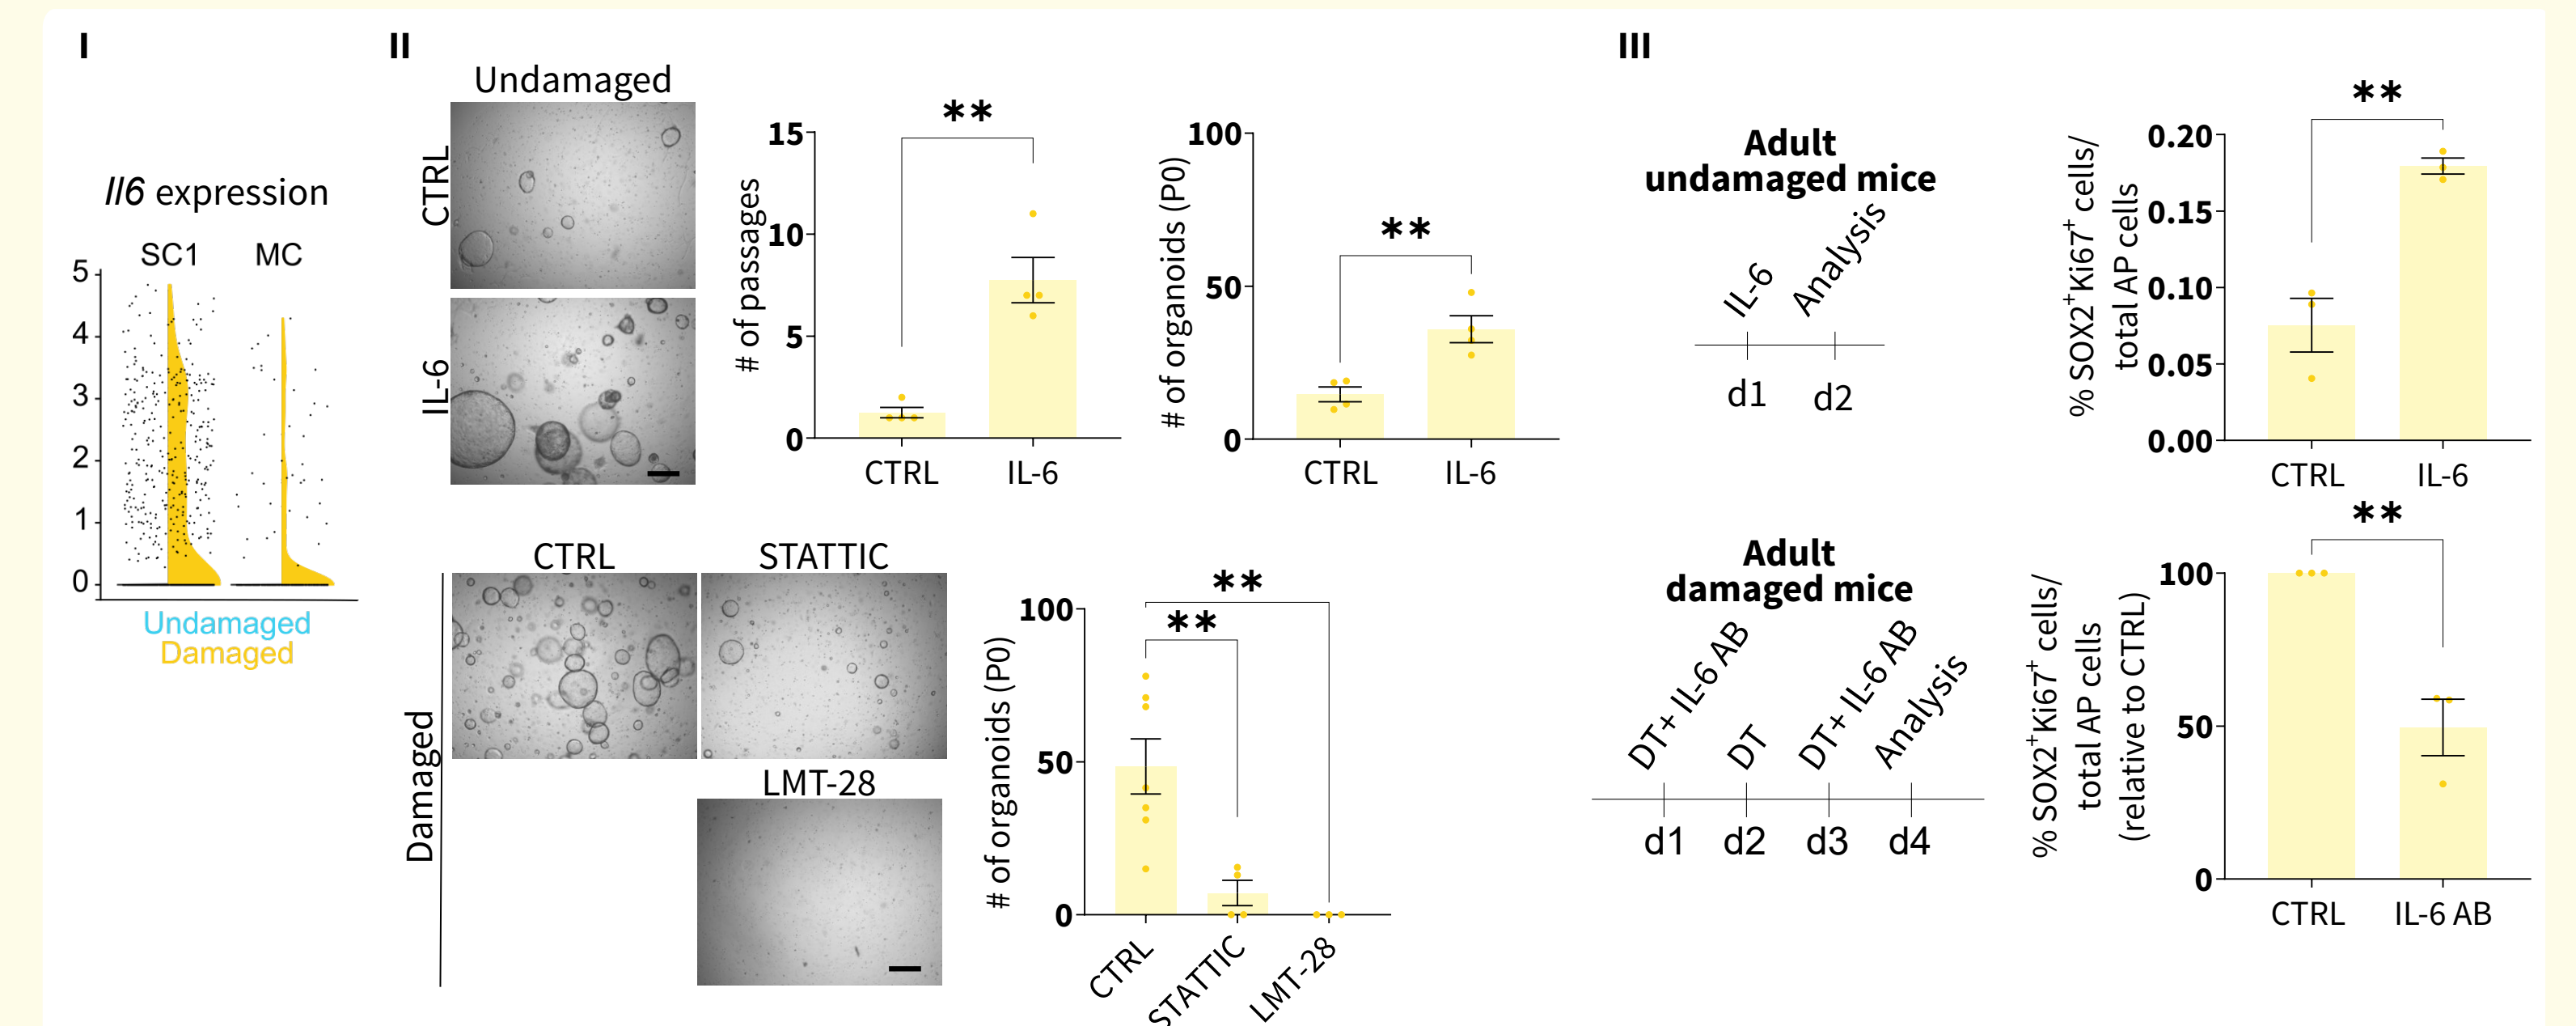 I
Il6 expression
SC1 MC
5
4
3
2
1
0
Undamaged
Damaged
II
Undamaged
CTRL
IL-6
# of passages
15
10
5
0
**
CTRL IL-6
# of organoids (P0)
100
50
0
**
CTRL IL-6
Damaged
CTRL STATTIC
LMT-28
# of organoids (P0)
100
50
0
**
**
CTRL
STATTIC
LMT-28
III
Adult
undamaged mice
IL-6 Analysis
d1 d2
% SOX2⁺Ki67⁺ cells/
total AP cells
0.20
0.15
0.10
0.05
0.00
**
CTRL IL-6
Adult
damaged mice
DT+ IL-6 AB DT DT+ IL-6 AB Analysis
d1 d2 d3 d4
% SOX2⁺Ki67⁺ cells/
total AP cells
(relative to CTRL)
100
50
0
**
CTRL IL-6 AB